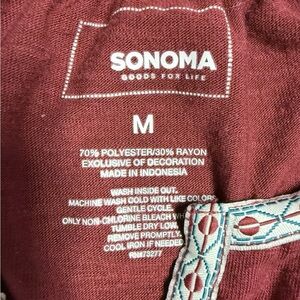 SONOMA
GOODS FOR LIFE
M
70% POLYESTER/30% RAYON
EXCLUSIVE OF DECORATION
MADE IN INDONESIA
WASH INSIDE OUT.
MACHINE WASH COLD WITH LIKE COLORS
GENTLE CYCLE.
ONLY NON-CHLORINE BLEACH
TUMBLE DRY LOW.
REMOVE PROMPTLY.
COOL IRON IF NEEDED
RN#73277